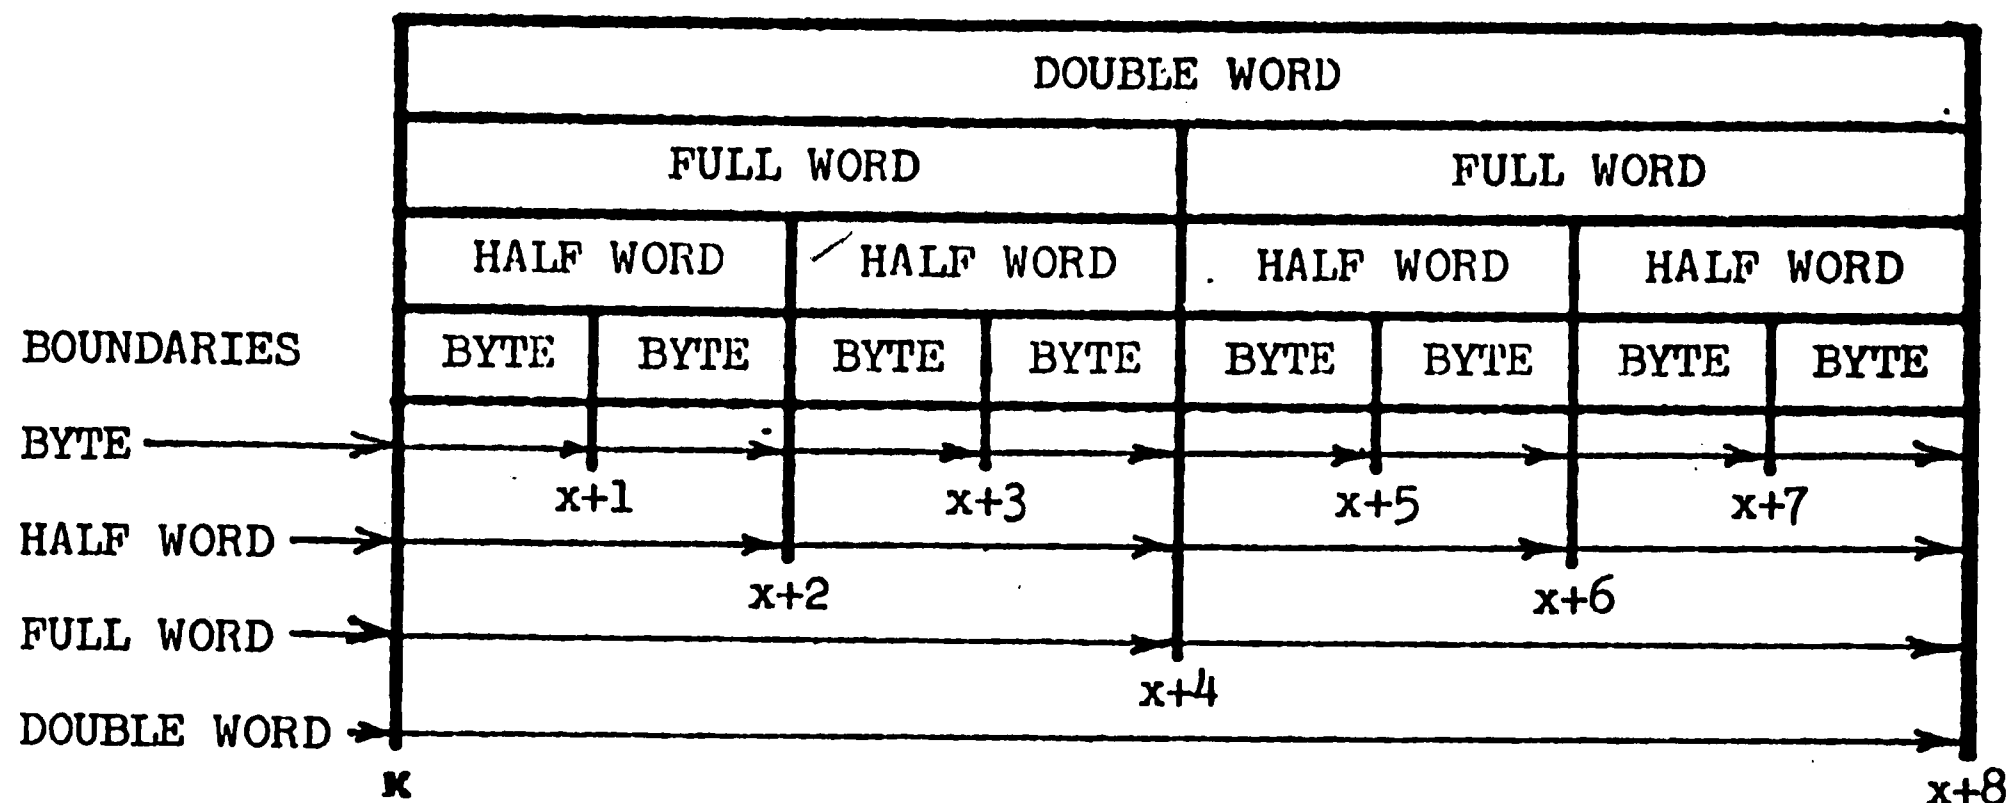 DOUBLE WORD
FULL WORD FULL WORD
HALF WORD HALF WORD HALF WORD HALF WORD
BOUNDARIES BYTE BYTE BYTE BYTE BYTE BYTE BYTE BYTE
BYTE
x+1 x+3 x+5 x+7
HALF WORD
x+2 x+6
FULL WORD
x+4
DOUBLE WORD
x x+8